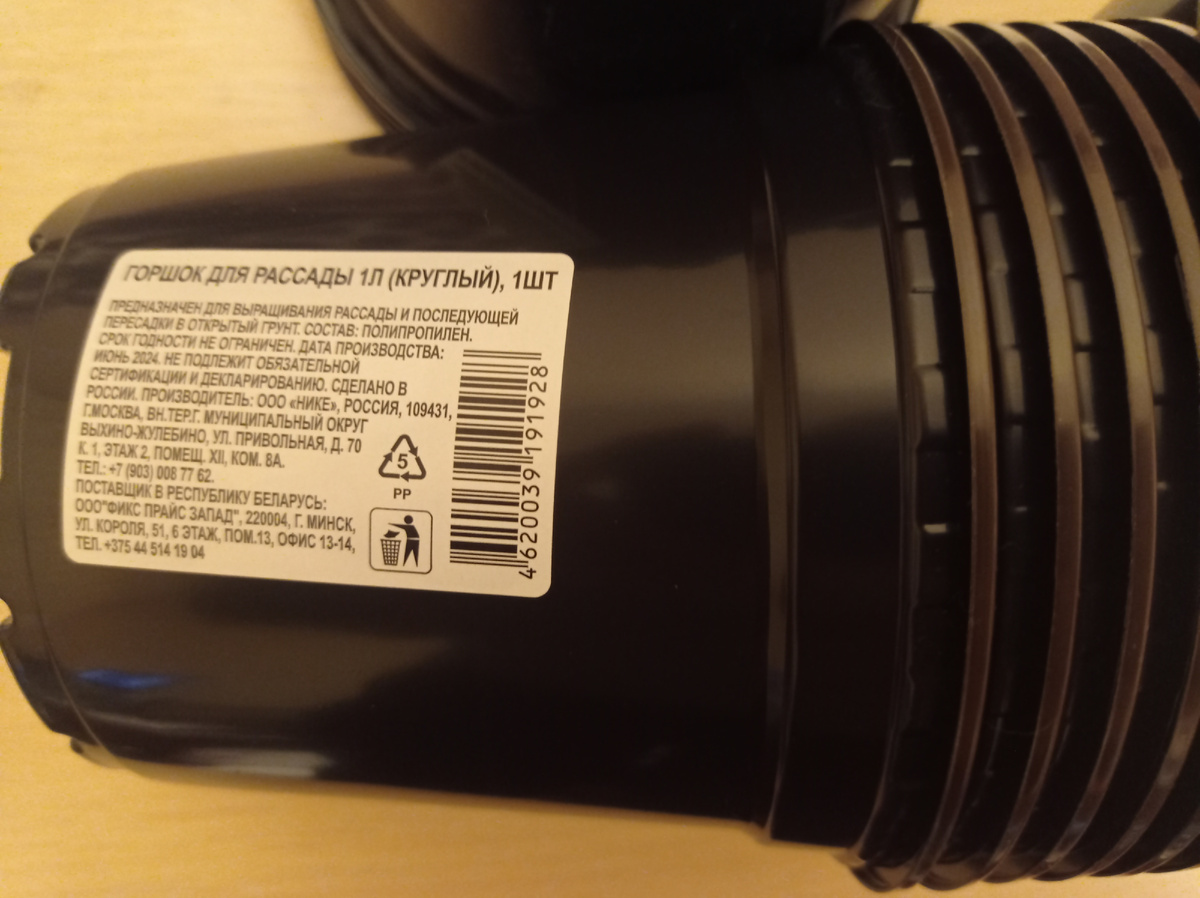 ГОРШОК ДЛЯ РАССАДЫ 1Л (КРУГЛЫЙ), 1ШТ
ПРЕДНАЗНАЧЕН ДЛЯ ВЫРАЩИВАНИЯ РАССАДЫ И ПОСЛЕДУЮЩЕЙ
ПЕРЕСАДКИ В ОТКРЫТЫЙ ГРУНТ. СОСТАВ: ПОЛИПРОПИЛЕН.
СРОК ГОДНОСТИ НЕ ОГРАНИЧЕН. ДАТА ПРОИЗВОДСТВА:
ИЮНЬ 2024. НЕ ПОДЛЕЖИТ ОБЯЗАТЕЛЬНОЙ
СЕРТИФИКАЦИИ И ДЕКЛАРИРОВАНИЮ. СДЕЛАНО В
РОССИИ. ПРОИЗВОДИТЕЛЬ: ООО «НИКЕ», РОССИЯ, 109431,
Г.МОСКВА, ВН.ТЕР.Г. МУНИЦИПАЛЬНЫЙ ОКРУГ
ВЫХИНО-ЖУЛЕБИНО, УЛ. ПРИВОЛЬНАЯ, Д. 70
К. 1, ЭТАЖ 2, ПОМЕЩ. XII, КОМ. 8А.
ТЕЛ.: +7 (903) 008 77 62.
ПОСТАВЩИК В РЕСПУБЛИКУ БЕЛАРУСЬ:
ООО"ФИКС ПРАЙС ЗАПАД", 220004, Г. МИНСК,
УЛ. КОРОЛЯ, 51, 6 ЭТАЖ, ПОМ.13, ОФИС 13-14,
ТЕЛ. +375 44 514 19 04
5
PP
4620039191928